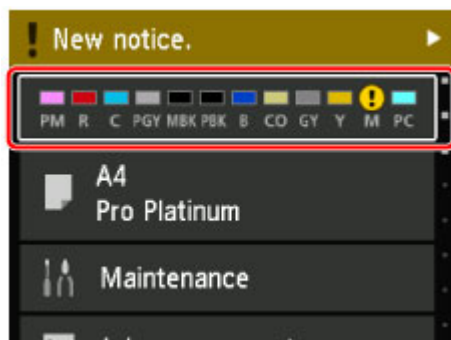 New notice.
PM R C PGY MBK PBK B CO GY Y M PC
A4
Pro Platinum
Maintenance